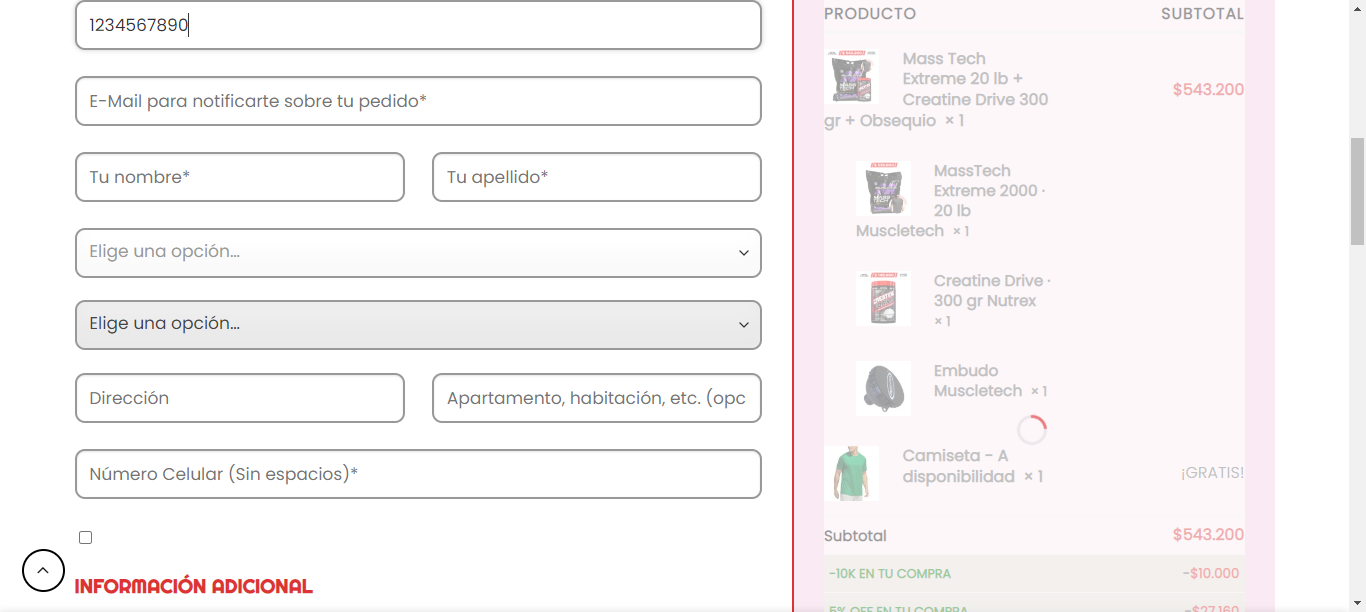 1234567890
E-Mail para notificarte sobre tu pedido*
Tu nombre*
Tu apellido*
Elige una opción...
Elige una opción...
Dirección
Apartamento, habitación, etc. (opc
Número Celular (Sin espacios)*
INFORMACIÓN ADICIONAL
PRODUCTO
SUBTOTAL
Mass Tech
Extreme 20 lb +
Creatine Drive 300
gr + Obsequio × 1
$543.200
MassTech
Extreme 2000 ·
20 lb
Muscletech × 1
Creatine Drive ·
300 gr Nutrex
× 1
Embudo
Muscletech × 1
Camiseta - A
disponibilidad × 1
¡GRATIS!
Subtotal
$543.200
-10K EN TU COMPRA
-$10.000
5% OFF EN TU COMPRA
-$27.160